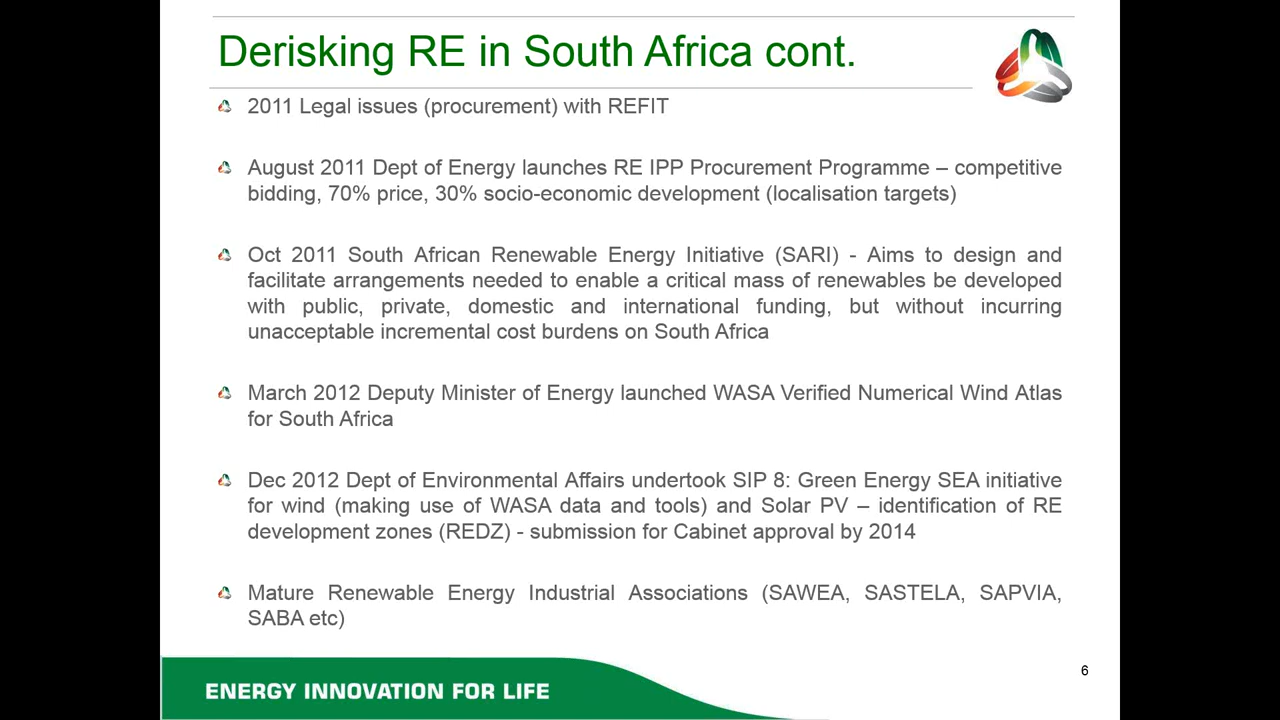 Derisking RE in South Africa cont.
2011 Legal issues (procurement) with REFIT
August 2011 Dept of Energy launches RE IPP Procurement Programme – competitive
bidding, 70% price, 30% socio-economic development (localisation targets)
Oct 2011 South African Renewable Energy Initiative (SARI) - Aims to design and
facilitate arrangements needed to enable a critical mass of renewables be developed
with public, private, domestic and international funding, but without incurring
unacceptable incremental cost burdens on South Africa
March 2012 Deputy Minister of Energy launched WASA Verified Numerical Wind Atlas
for South Africa
Dec 2012 Dept of Environmental Affairs undertook SIP 8: Green Energy SEA initiative
for wind (making use of WASA data and tools) and Solar PV – identification of RE
development zones (REDZ) - submission for Cabinet approval by 2014
Mature Renewable Energy Industrial Associations (SAWEA, SASTELA, SAPVIA,
SABA etc)
6
ENERGY INNOVATION FOR LIFE